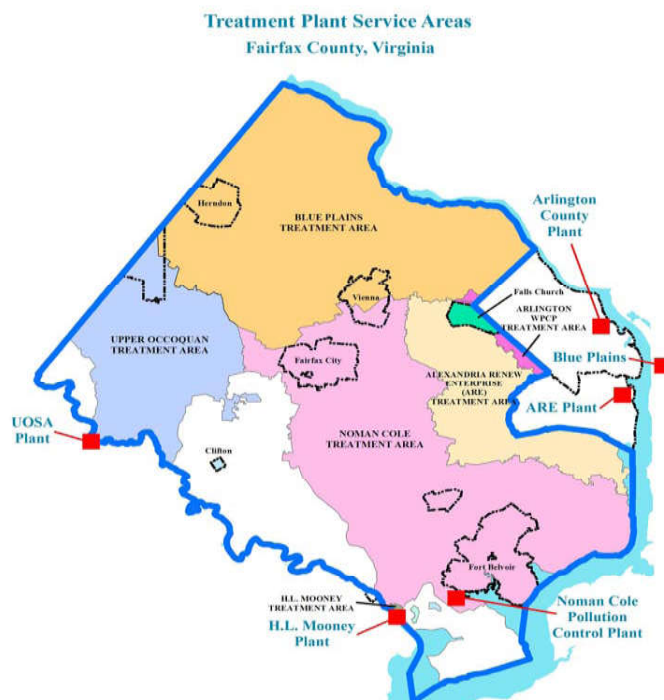 Treatment Plant Service Areas
Fairfax County, Virginia
Herndon
BLUE PLAINS
TREATMENT AREA
Arlington
County
Plant
Vienna
Falls Church
ARLINGTON
WPCP
TREATMENT AREA
UPPER OCCOQUAN
TREATMENT AREA
Fairfax City
Blue Plains
ALEXANDRIA RENEW
ENTERPRISE
(ARE)
TREATMENT AREA
ARE Plant
UOSA
Plant
NOMAN COLE
TREATMENT AREA
Clifton
Fort Belvoir
H.L. MOONEY
TREATMENT AREA
H.L. Mooney
Plant
Noman Cole
Pollution
Control Plant